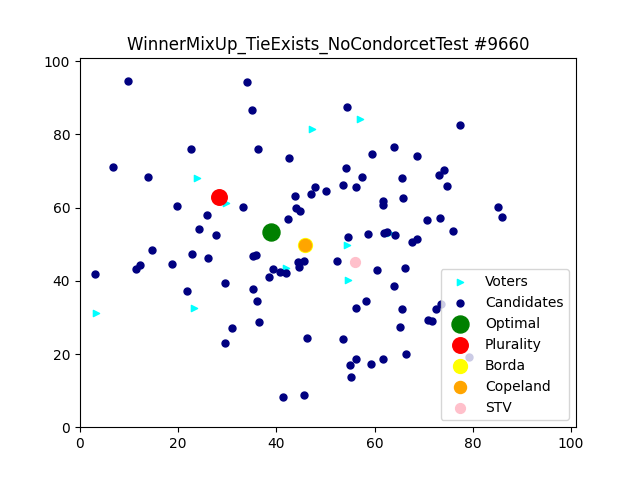 WinnerMixUp_TieExists_NoCondorcetTest #9660
100
80
60
40
20
0
0 20 40 60 80 100
Voters
Candidates
Optimal
Plurality
Borda
Copeland
STV